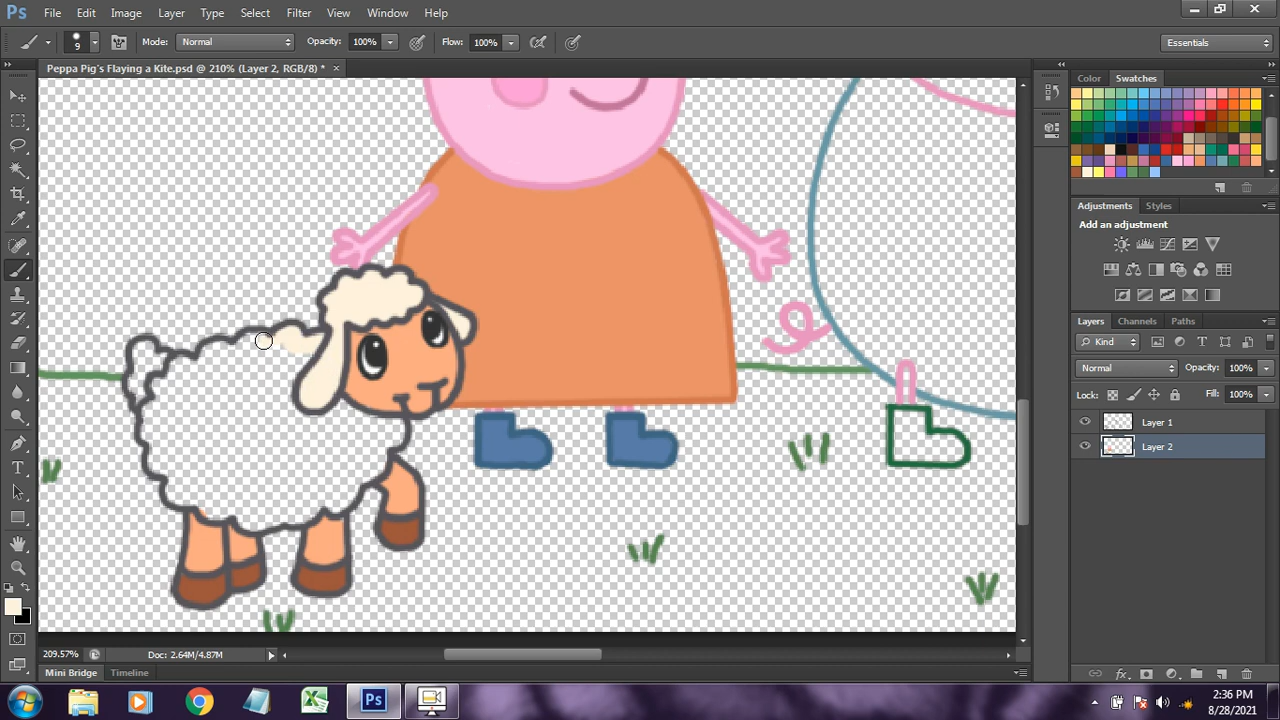 Ps File Edit Image Layer Type Select Filter View Window Help
9 Mode: Normal Opacity: 100% Flow: 100% Essentials
Peppa Pig's Flaying a Kite.psd @ 210% (Layer 2, RGB/8) * ×
Color Swatches
Adjustments Styles
Add an adjustment
Layers Channels Paths
Kind
Normal Opacity: 100%
Lock: Fill: 100%
Layer 1
Layer 2
209.57% Doc: 2.64M/4.87M
Mini Bridge Timeline
Ps
2:36 PM
8/28/2021